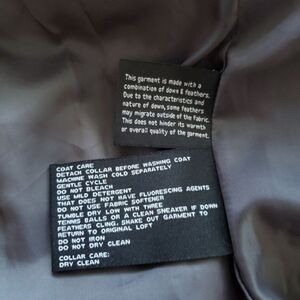 This garment is made with a
combination of down & feathers.
Due to the characteristics and
nature of down, some feathers
may migrate outside of the fabric.
This does not hinder its warmth
or overall quality of the garment.
COAT CARE
DETACH COLLAR BEFORE WASHING COAT
MACHINE WASH COLD SEPARATELY
GENTLE CYCLE
DO NOT BLEACH
USE MILD DETERGENT
THAT DOES NOT HAVE FLUORESCING AGENTS
DO NOT USE FABRIC SOFTENER
TUMBLE DRY LOW WITH THREE
TENNIS BALLS OR A CLEAN SNEAKER IF DOWN
FEATHERS CLING. SHAKE OUT GARMENT TO
RETURN TO ORIGINAL LOFT
DO NOT IRON
DO NOT DRY CLEAN
COLLAR CARE:
DRY CLEAN